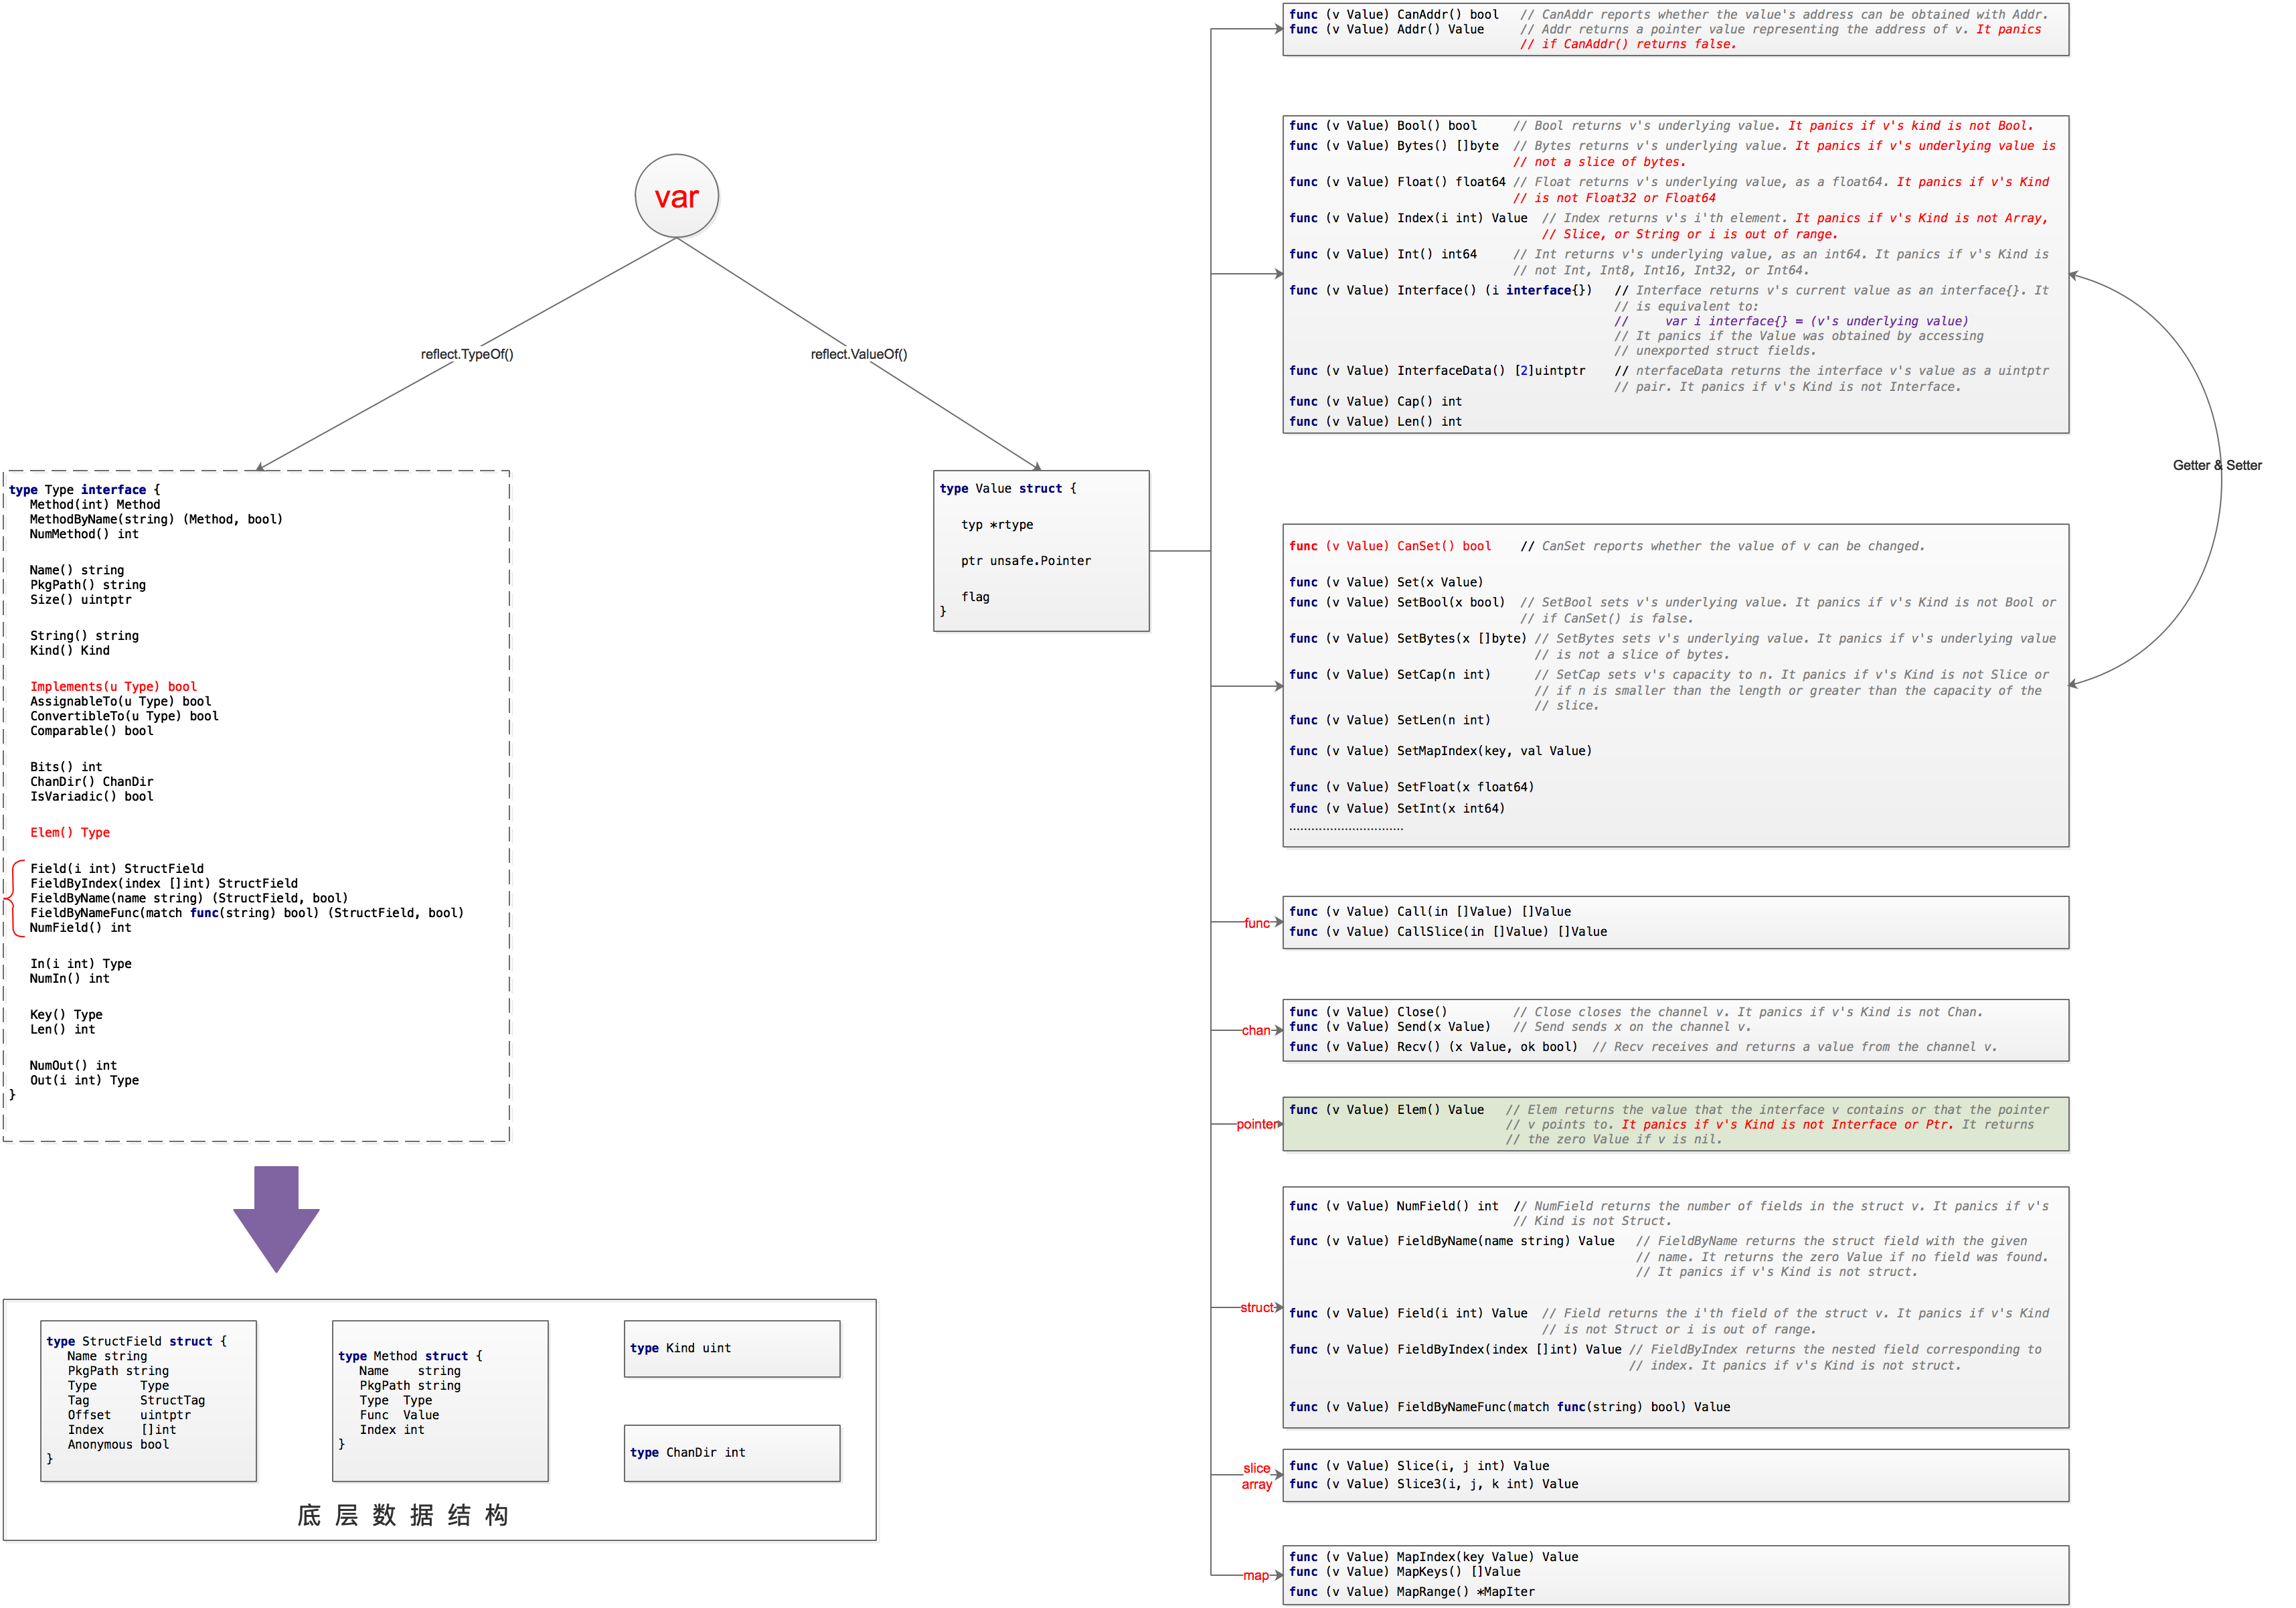 var
reflect.TypeOf()
reflect.ValueOf()
type Type interface {
Method(int) Method
MethodByName(string) (Method, bool)
NumMethod() int
Name() string
PkgPath() string
Size() uintptr
String() string
Kind() Kind
Implements(u Type) bool
AssignableTo(u Type) bool
ConvertibleTo(u Type) bool
Comparable() bool
Bits() int
ChanDir() ChanDir
IsVariadic() bool
Elem() Type
Field(i int) StructField
FieldByIndex(index []int) StructField
FieldByName(name string) (StructField, bool)
FieldByNameFunc(match func(string) bool) (StructField, bool)
NumField() int
In(i int) Type
NumIn() int
Key() Type
Len() int
NumOut() int
Out(i int) Type
}
type StructField struct {
Name string
PkgPath string
Type      Type
Tag       StructTag
Offset    uintptr
Index     []int
Anonymous bool
}
type Method struct {
Name    string
PkgPath string
Type  Type
Func  Value
Index int
}
type Kind uint
type ChanDir int
底 层 数 据 结 构
type Value struct {
typ *rtype
ptr unsafe.Pointer
flag
}
func (v Value) CanAddr() bool   // CanAddr reports whether the value's address can be obtained with Addr.
func (v Value) Addr() Value     // Addr returns a pointer value representing the address of v. It panics
// if CanAddr() returns false.
func (v Value) Bool() bool     // Bool returns v's underlying value. It panics if v's kind is not Bool.
func (v Value) Bytes() []byte  // Bytes returns v's underlying value. It panics if v's underlying value is
// not a slice of bytes.
func (v Value) Float() float64 // Float returns v's underlying value, as a float64. It panics if v's Kind
// is not Float32 or Float64
func (v Value) Index(i int) Value  // Index returns v's i'th element. It panics if v's Kind is not Array,
// Slice, or String or i is out of range.
func (v Value) Int() int64     // Int returns v's underlying value, as an int64. It panics if v's Kind is
// not Int, Int8, Int16, Int32, or Int64.
func (v Value) Interface() (i interface{})   // Interface returns v's current value as an interface{}. It
// is equivalent to:
//     var i interface{} = (v's underlying value)
// It panics if the Value was obtained by accessing
// unexported struct fields.
func (v Value) InterfaceData() [2]uintptr    // nterfaceData returns the interface v's value as a uintptr
// pair. It panics if v's Kind is not Interface.
func (v Value) Cap() int
func (v Value) Len() int
Getter & Setter
func (v Value) CanSet() bool    // CanSet reports whether the value of v can be changed.
func (v Value) Set(x Value)
func (v Value) SetBool(x bool)  // SetBool sets v's underlying value. It panics if v's Kind is not Bool or
// if CanSet() is false.
func (v Value) SetBytes(x []byte) // SetBytes sets v's underlying value. It panics if v's underlying value
// is not a slice of bytes.
func (v Value) SetCap(n int)      // SetCap sets v's capacity to n. It panics if v's Kind is not Slice or
// if n is smaller than the length or greater than the capacity of the
// slice.
func (v Value) SetLen(n int)
func (v Value) SetMapIndex(key, val Value)
func (v Value) SetFloat(x float64)
func (v Value) SetInt(x int64)
...............................
func
func (v Value) Call(in []Value) []Value
func (v Value) CallSlice(in []Value) []Value
chan
func (v Value) Close()         // Close closes the channel v. It panics if v's Kind is not Chan.
func (v Value) Send(x Value)   // Send sends x on the channel v.
func (v Value) Recv() (x Value, ok bool)  // Recv receives and returns a value from the channel v.
pointer
func (v Value) Elem() Value   // Elem returns the value that the interface v contains or that the pointer
// v points to. It panics if v's Kind is not Interface or Ptr. It returns
// the zero Value if v is nil.
struct
func (v Value) NumField() int  // NumField returns the number of fields in the struct v. It panics if v's
// Kind is not Struct.
func (v Value) FieldByName(name string) Value   // FieldByName returns the struct field with the given
// name. It returns the zero Value if no field was found.
// It panics if v's Kind is not struct.
func (v Value) Field(i int) Value  // Field returns the i'th field of the struct v. It panics if v's Kind
// is not Struct or i is out of range.
func (v Value) FieldByIndex(index []int) Value // FieldByIndex returns the nested field corresponding to
// index. It panics if v's Kind is not struct.
func (v Value) FieldByNameFunc(match func(string) bool) Value
slice
array
func (v Value) Slice(i, j int) Value
func (v Value) Slice3(i, j, k int) Value
map
func (v Value) MapIndex(key Value) Value
func (v Value) MapKeys() []Value
func (v Value) MapRange() *MapIter